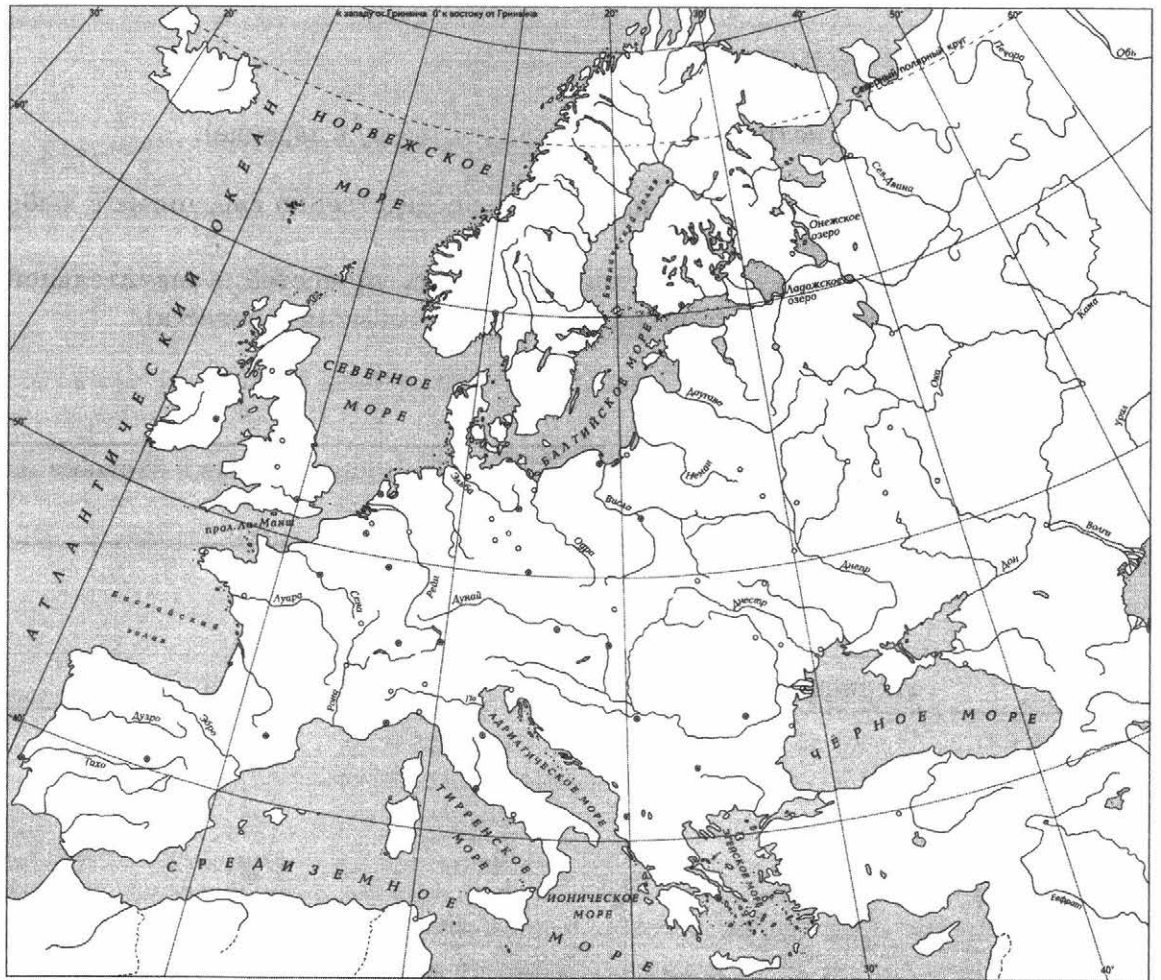 30°
20°
10°
к западу от Гринвича 0° к востоку от Гринвича
20°
30°
40°
50°
60°
Печора
Обь
Северный полярный круг
60°
НОРВЕЖСКОЕ
МОРЕ
АТЛАНТИЧЕСКИЙ ОКЕАН
Сев.Двина
Онежское
озеро
Ботнический залив
Ладожское
озеро
Кама
СЕВЕРНОЕ
МОРЕ
БАЛТИЙСКОЕ МОРЕ
Ока
Даугава
Урал
50°
Неман
Эльба
Висла
прол.Ла-Манш
Одра
Волга
Рейн
Днепр
Дон
Луара
Сена
Дунай
Днестр
Бискайский
залив
Рона
По
40°
Дуэро
Эбро
Тахо
АДРИАТИЧЕСКОЕ МОРЕ
ЧЁРНОЕ МОРЕ
ТИРРЕНСКОЕ
МОРЕ
ЭГЕЙСКОЕ МОРЕ
СРЕДИЗЕМНОЕ
МОРЕ
ИОНИЧЕСКОЕ
МОРЕ
Евфрат
30°
40°